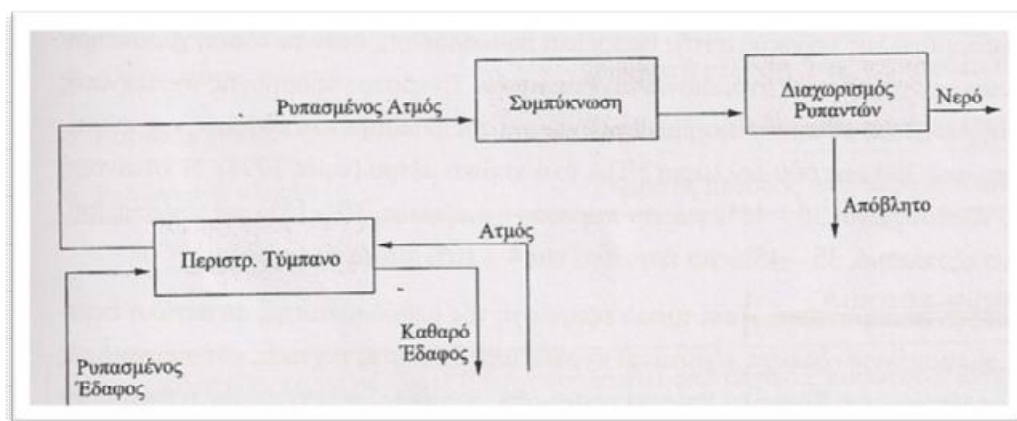 Ρυπασμένος Ατμός
Συμπύκνωση
Διαχωρισμός
Ρυπαντών
Νερό
Απόβλητο
Ατμός
Περιστρ. Τύμπανο
Καθαρό
Έδαφος
Ρυπασμένος
Έδαφος